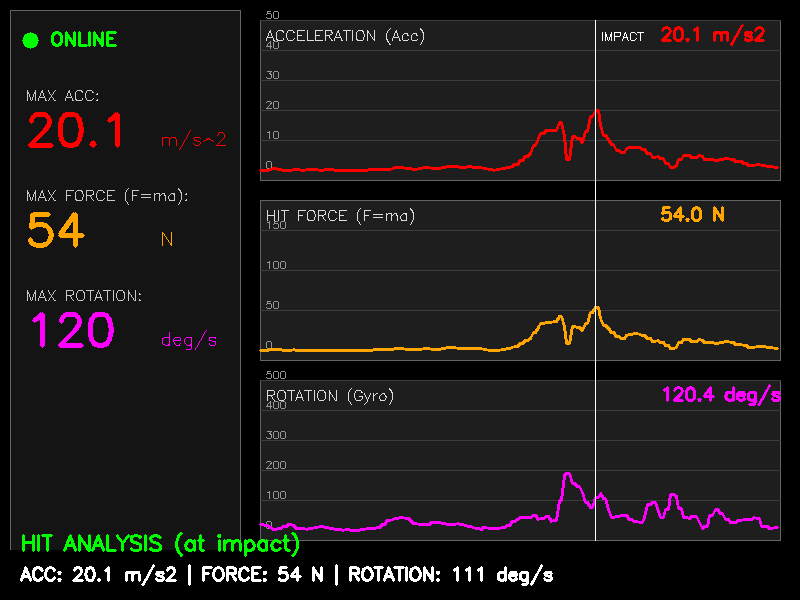 ONLINE
MAX ACC:
20.1 m/s~2
MAX FORCE (F=ma):
54 N
MAX ROTATION:
120 deg/s
50
ACCELERATION (Acc)
IMPACT 20.1 m/s2
40
30
20
10
0
HIT FORCE (F=ma)
54.0 N
150
100
50
0
500
ROTATION (Gyro)
120.4 deg/s
400
300
200
100
0
HIT ANALYSIS (at impact)
ACC: 20.1 m/s2 | FORCE: 54 N | ROTATION: 111 deg/s